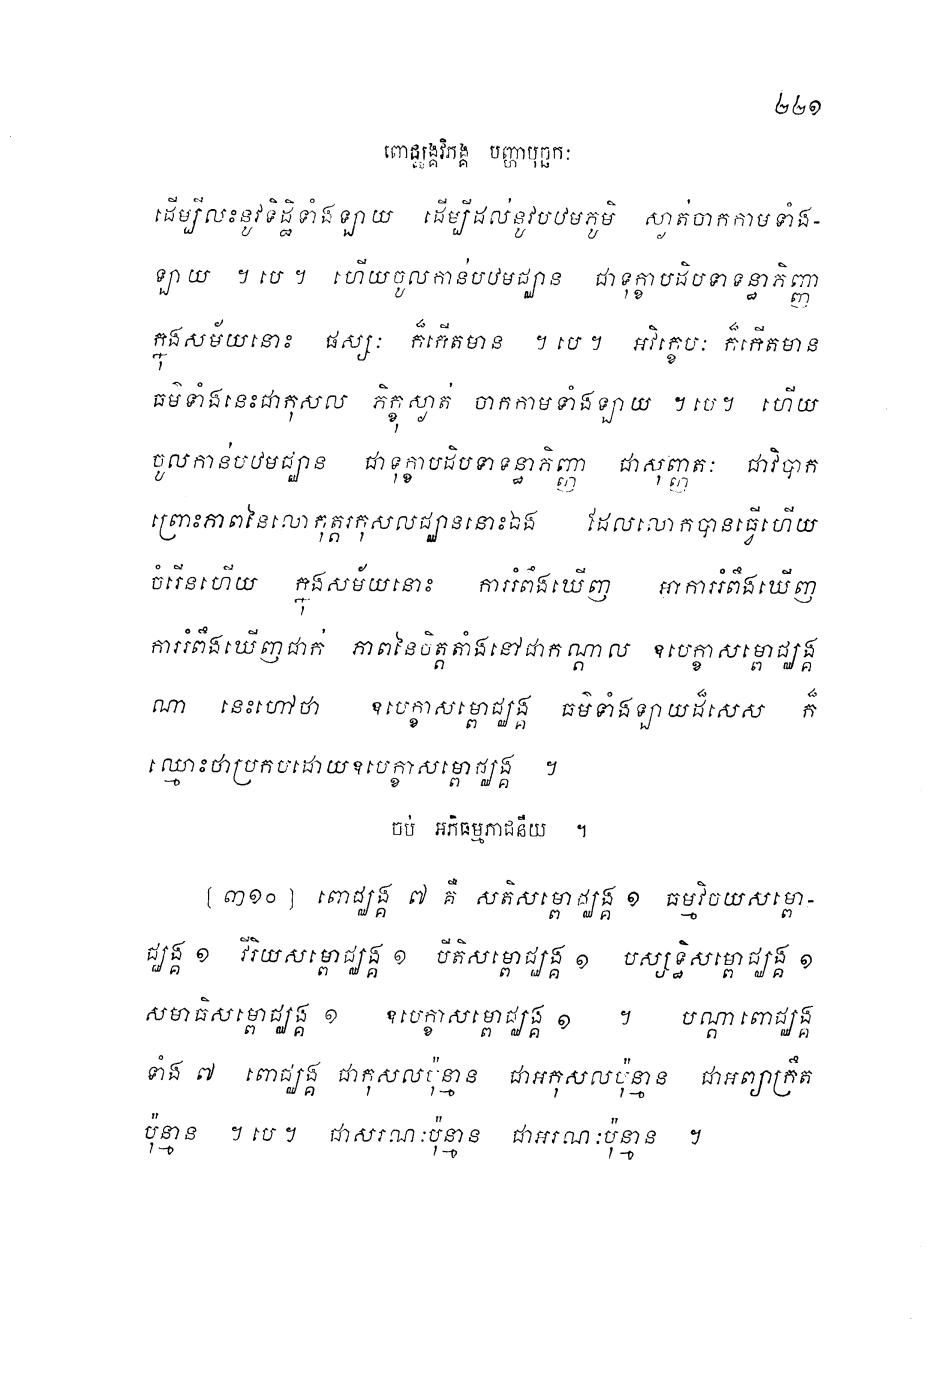 ២២១
ពោជ្ឈង្គវិភង្គ បញ្ហាបុច្ឆកៈ
ដើម្បីលះនូវទិដ្ឋិទាំងឡាយ ដើម្បីដល់នូវបឋមភូមិ ស្ងាត់ចាកកាមទាំង-
ឡាយ ។ បេ ។ ហើយចូលកាន់បឋមជ្ឈាន ជាទុក្ខាបដិបទាទន្ធាភិញ្ញា
ក្នុងសម័យនោះ ផស្សៈ ក៏កើតមាន ។ បេ ។ អវិក្ខេបៈ ក៏កើតមាន
ធម៌ទាំងនេះជាកុសល ភិក្ខុស្ងាត់ ចាកកាមទាំងឡាយ ។ បេ ។ ហើយ
ចូលកាន់បឋមជ្ឈាន ជាទុក្ខាបដិបទាទន្ធាភិញ្ញា ជាសុញ្ញតៈ ជាវិបាក
ព្រោះភាពនៃលោកុត្តរកុសលជ្ឈាននោះឯង ដែលលោកបានធ្វើហើយ
ចំរើនហើយ ក្នុងសម័យនោះ ការរំពឹងឃើញ អាការរំពឹងឃើញ
ការរំពឹងឃើញជាក់ ភាពនៃចិត្តតាំងនៅជាកណ្តាល ឧបេក្ខាសម្ពោជ្ឈង្គ
ណា នេះហៅថា ឧបេក្ខាសម្ពោជ្ឈង្គ ធម៌ទាំងឡាយដ៏សេស ក៏
ឈ្មោះថាប្រកបដោយឧបេក្ខាសម្ពោជ្ឈង្គ ។
ចប់ អភិធម្មភាជនីយ ។
[៣១០] ពោជ្ឈង្គ ៧ គឺ សតិសម្ពោជ្ឈង្គ ១ ធម្មវិចយសម្ពោ-
ជ្ឈង្គ ១ វីរិយសម្ពោជ្ឈង្គ ១ បីតិសម្ពោជ្ឈង្គ ១ បស្សទ្ធិសម្ពោជ្ឈង្គ ១
សមាធិសម្ពោជ្ឈង្គ ១ ឧបេក្ខាសម្ពោជ្ឈង្គ ១ ។ បណ្តាពោជ្ឈង្គ
ទាំង ៧ ពោជ្ឈង្គ ជាកុសលប៉ុន្មាន ជាអកុសលប៉ុន្មាន ជាអព្យាក្រឹត
ប៉ុន្មាន ។ បេ ។ ជាសរណៈប៉ុន្មាន ជាអរណៈប៉ុន្មាន ។